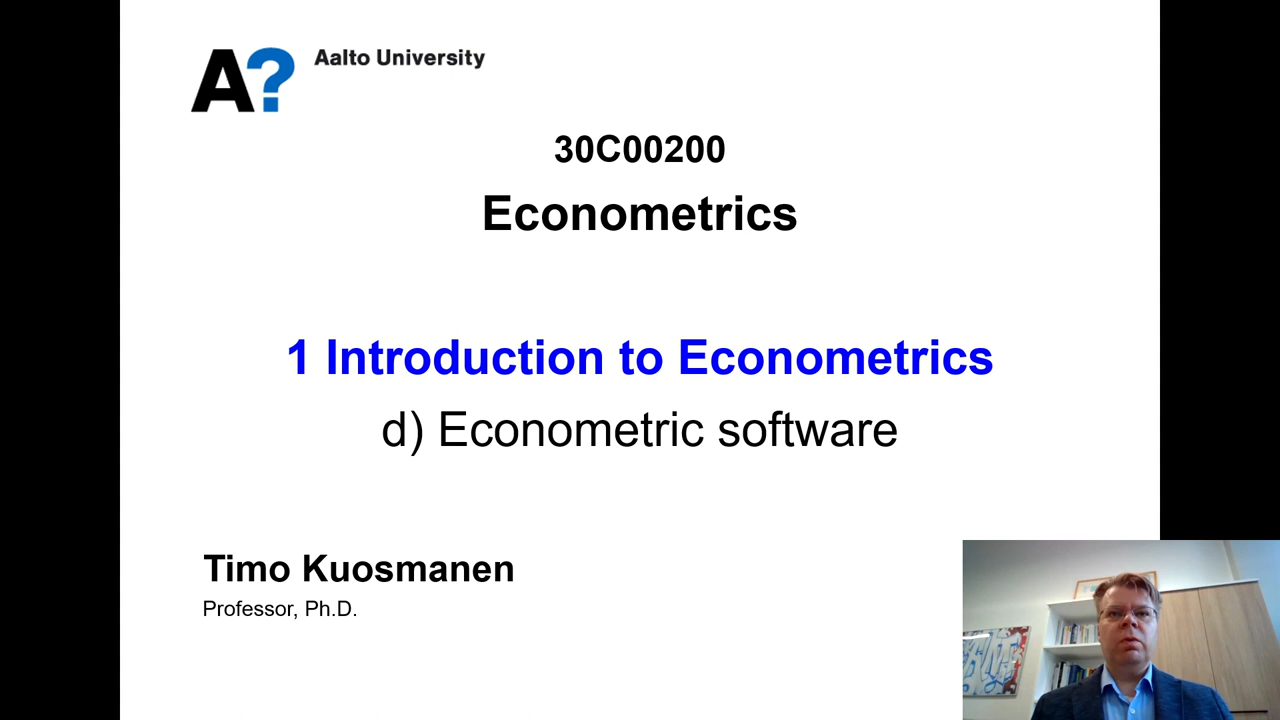 A? Aalto University
30C00200
Econometrics
1 Introduction to Econometrics
d) Econometric software
Timo Kuosmanen
Professor, Ph.D.